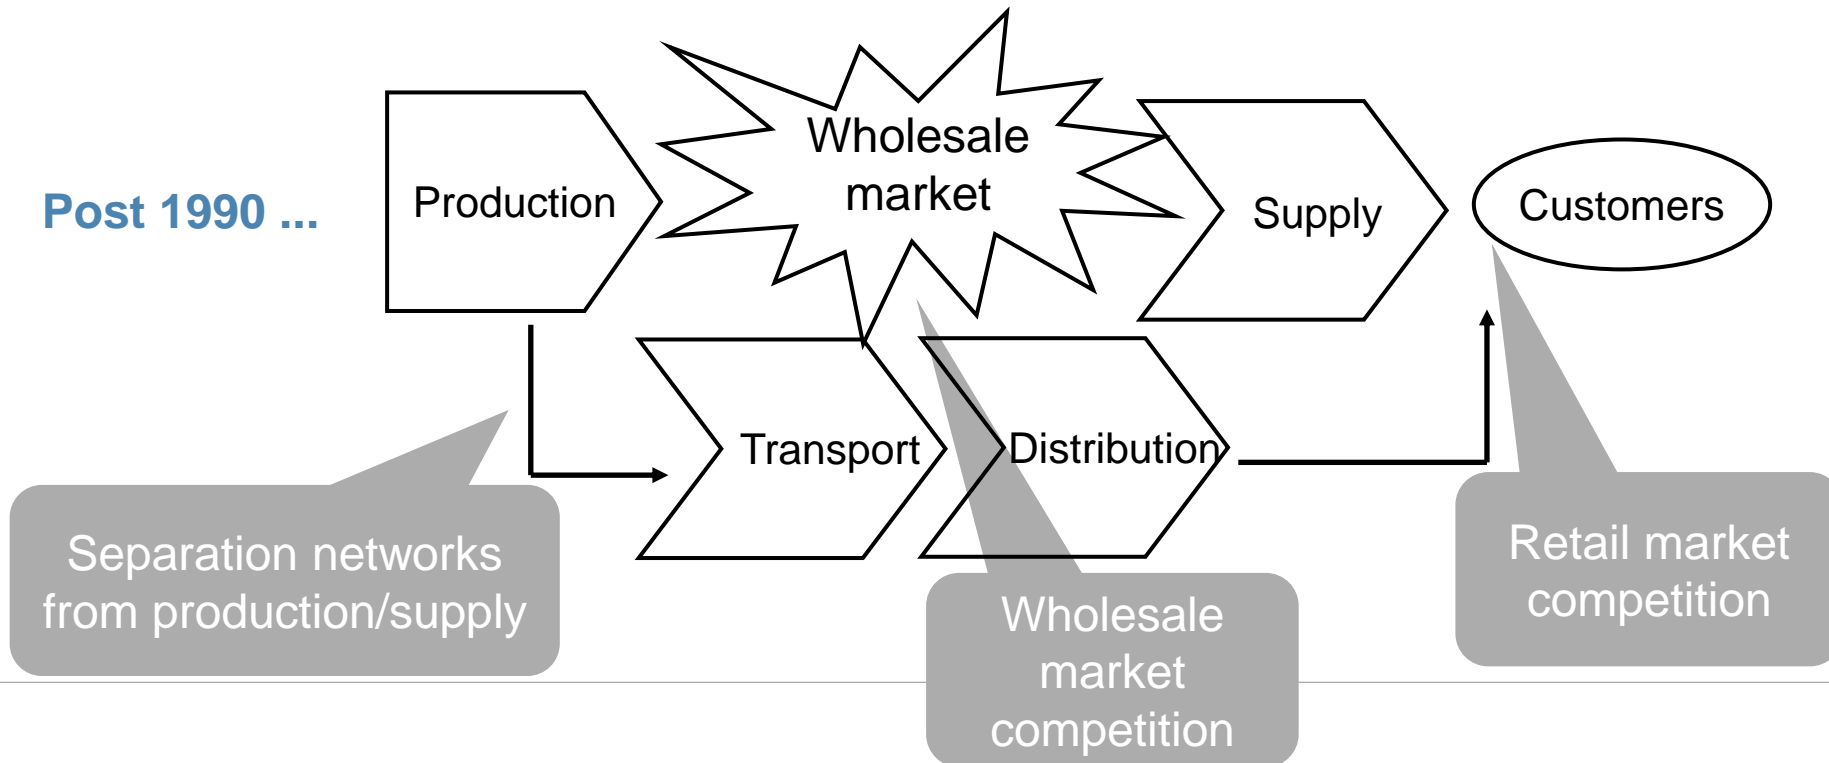 Post 1990 ...
Production
Wholesale
market
Supply
Customers
Transport
Distribution
Separation networks
from production/supply
Wholesale
market
competition
Retail market
competition